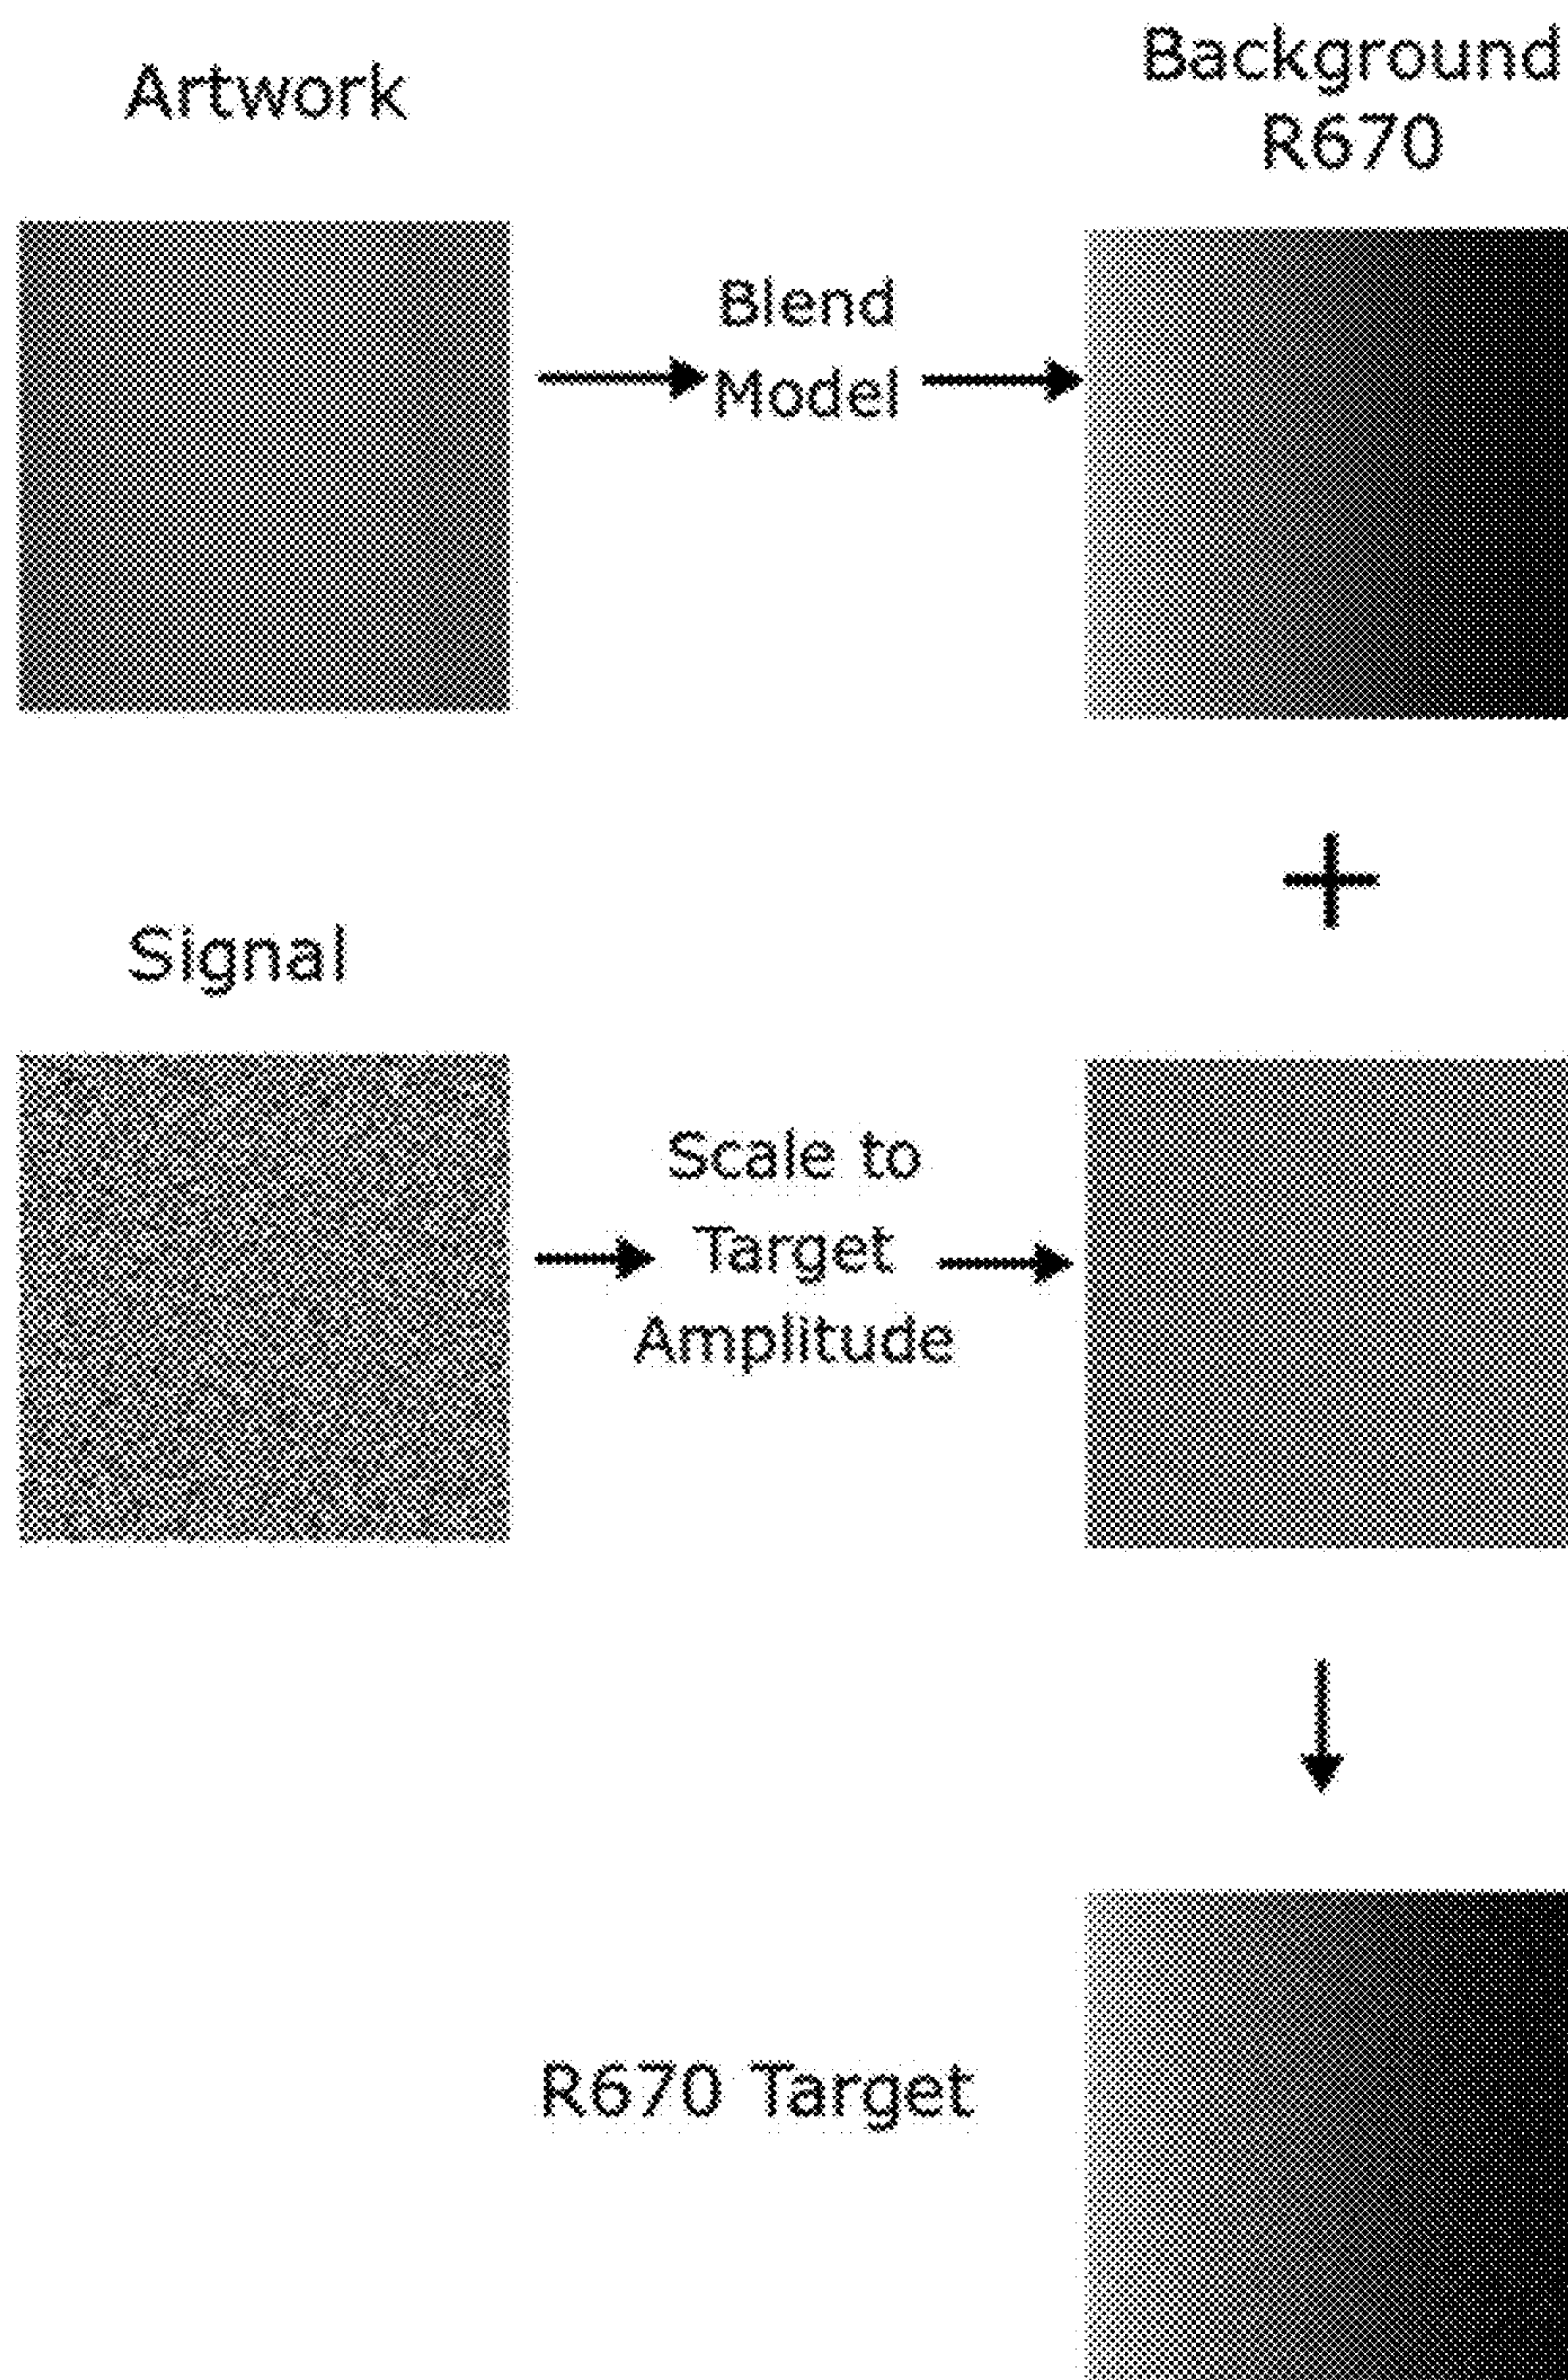 Artwork
Background
R670
Blend
Model
+
Signal
Scale to
Target
Amplitude
R670 Target